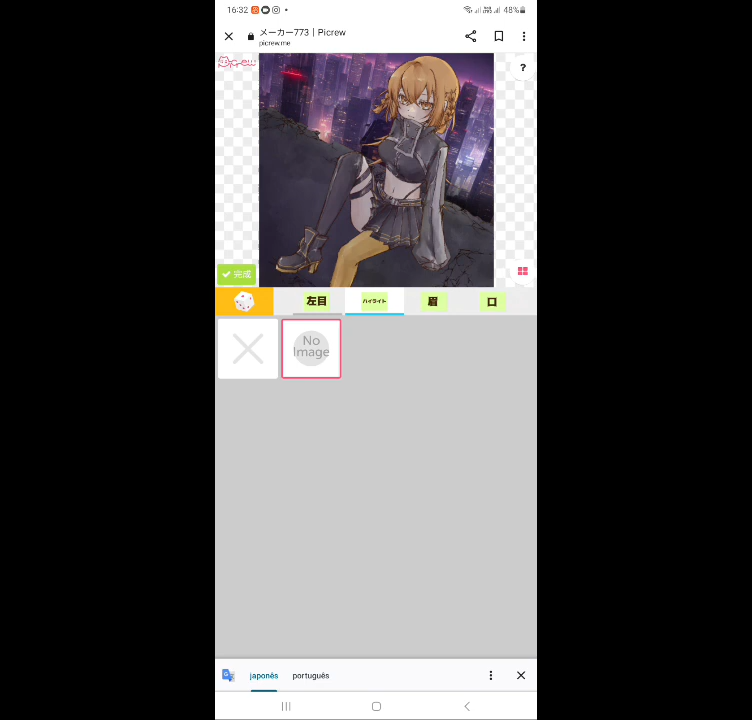 16:32
48%
メーカー773｜Picrew
picrew.me
Picrew
?
完成
左目
ハイライト
眉
口
No
Image
japonês
português